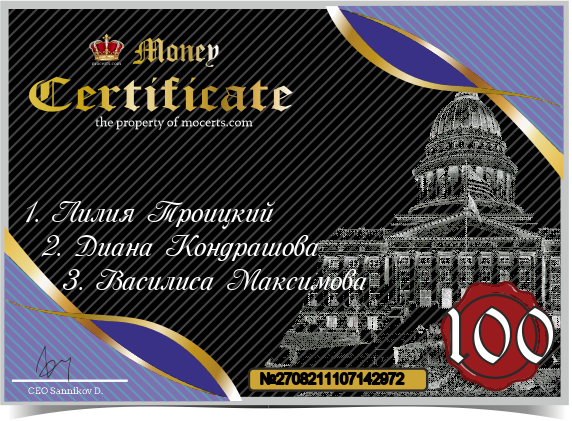 Money
Certificate
the property of mocerts.com
1. Лилия Троицкий
2. Диана Кондрашова
3. Василиса Максимова
100
№2708211107142972
CEO Sannikov D.